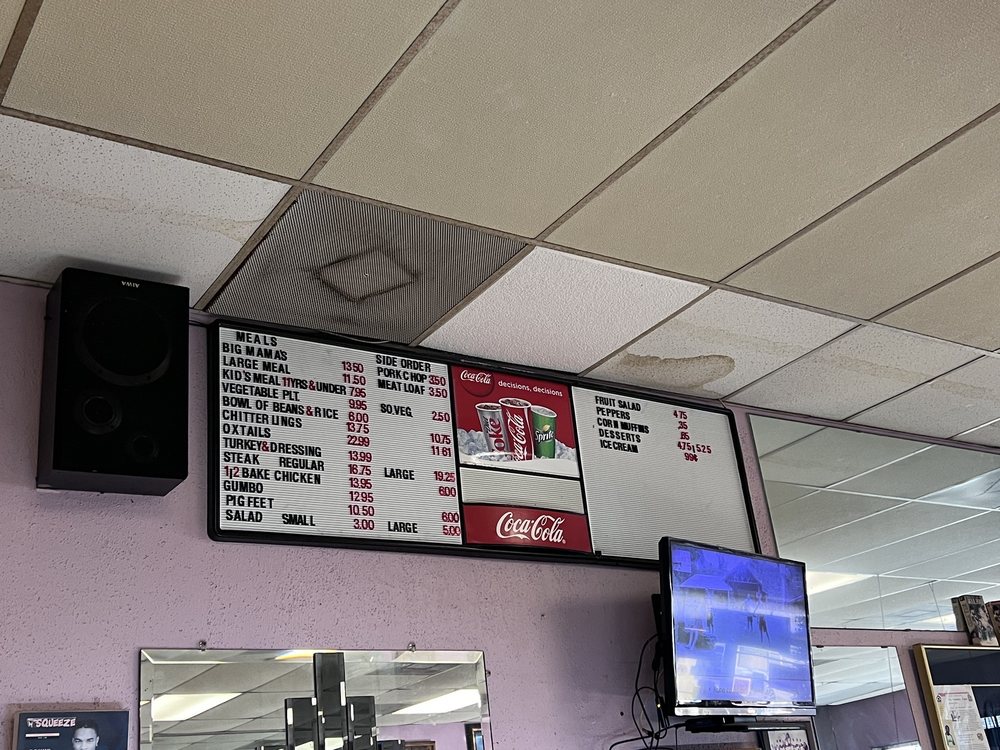 AIWA
MEALS
BIG MAMA'S
LARGE MEAL 13.50
KID'S MEAL 11YRS&UNDER 7.95 11.50
VEGETABLE PLT. 9.95
BOWL OF BEANS&RICE 6.00
CHITTERLINGS 13.75
OXTAILS 22.99
TURKEY&DRESSING 13.99
STEAK REGULAR 16.75 LARGE 19.25
1|2 BAKE CHICKEN 13.95 6.00
GUMBO 12.95
PIG FEET 10.50 6.00
SALAD SMALL 3.00 LARGE 5.00
SIDE ORDER
PORK CHOP 3.50
MEAT LOAF 3.50
SO.VEG. 2.50
10.75
11.61
Coca-Cola
decisions, decisions.
Coke
Coca-Cola
Sprite
Coca-Cola
FRUIT SALAD 4.75
PEPPERS .35
CORN MUFFINS .65
DESSERTS 4.75|5.25
ICE CREAM 99¢
SQUEEZE